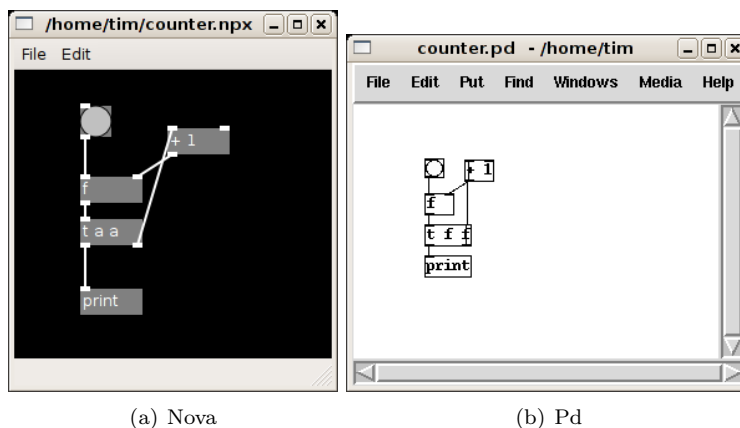 /home/tim/counter.npx
File Edit
+ 1
f
t a a
print
(a) Nova
counter.pd - /home/tim
File Edit Put Find Windows Media Help
+ 1
f
t f f
print
(b) Pd